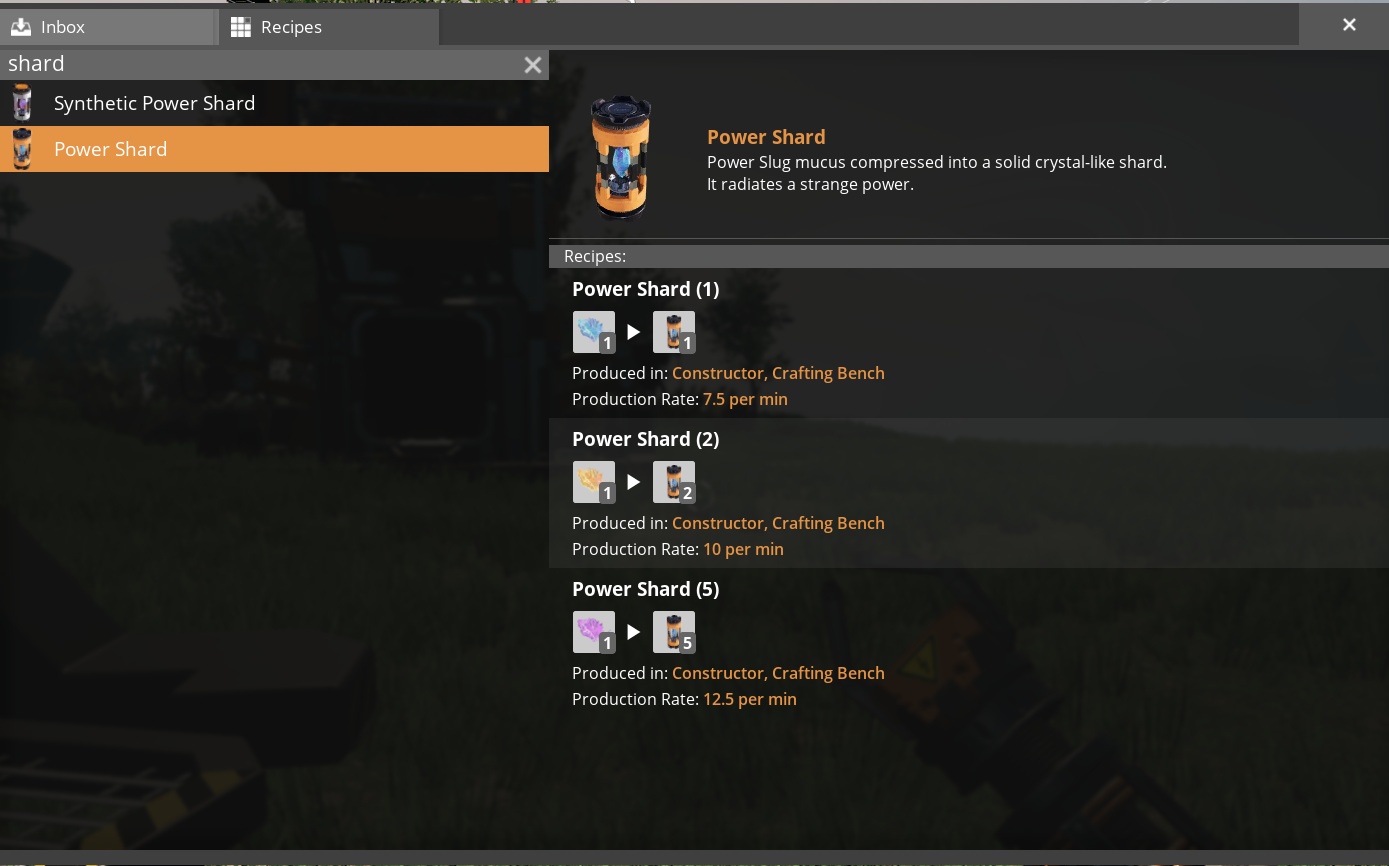 Inbox
Recipes
shard
Synthetic Power Shard
Power Shard
Power Shard
Power Slug mucus compressed into a solid crystal-like shard.
It radiates a strange power.
Recipes:
Power Shard (1)
1 1
Produced in: Constructor, Crafting Bench
Production Rate: 7.5 per min
Power Shard (2)
1 2
Produced in: Constructor, Crafting Bench
Production Rate: 10 per min
Power Shard (5)
1 5
Produced in: Constructor, Crafting Bench
Production Rate: 12.5 per min